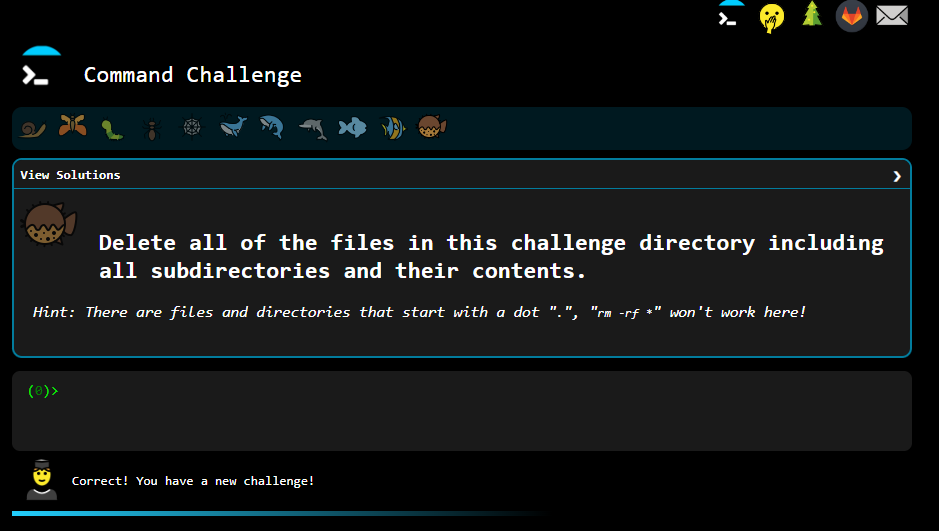 Command Challenge
View Solutions
Delete all of the files in this challenge directory including
all subdirectories and their contents.
Hint: There are files and directories that start with a dot ".", "rm -rf *" won't work here!
(0)>
Correct! You have a new challenge!